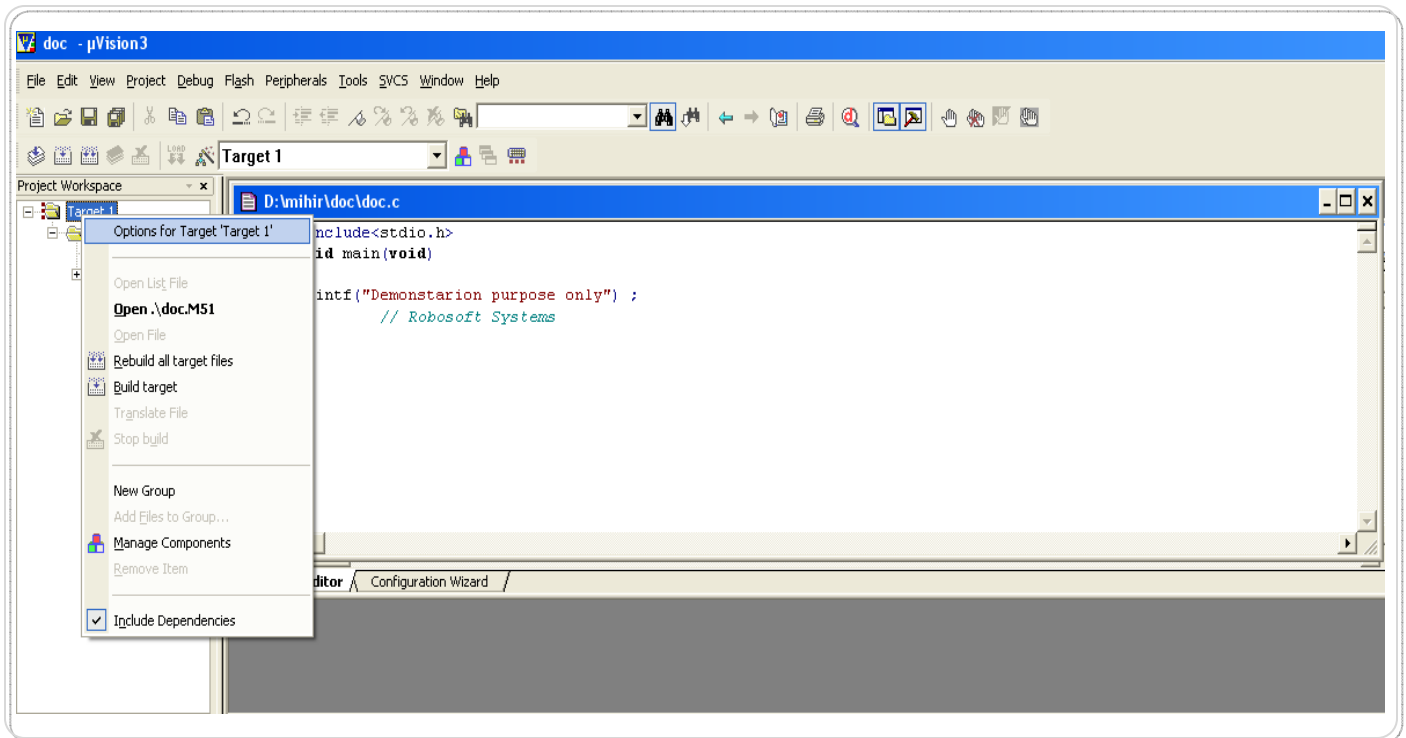 doc - µVision3
File Edit View Project Debug Flash Peripherals Tools SVCS Window Help
LOAD
Target 1
Project Workspace
D:\mihir\doc\doc.c
Target 1
Options for Target 'Target 1'
nclude<stdio.h>
id main(void)
Open List File
intf("Demonstarion purpose only") ;
Open .\doc.M51
// Robosoft Systems
Open File
Rebuild all target files
Build target
Translate File
Stop build
New Group
Add Files to Group...
Manage Components
Remove Item
ditor Configuration Wizard
Include Dependencies